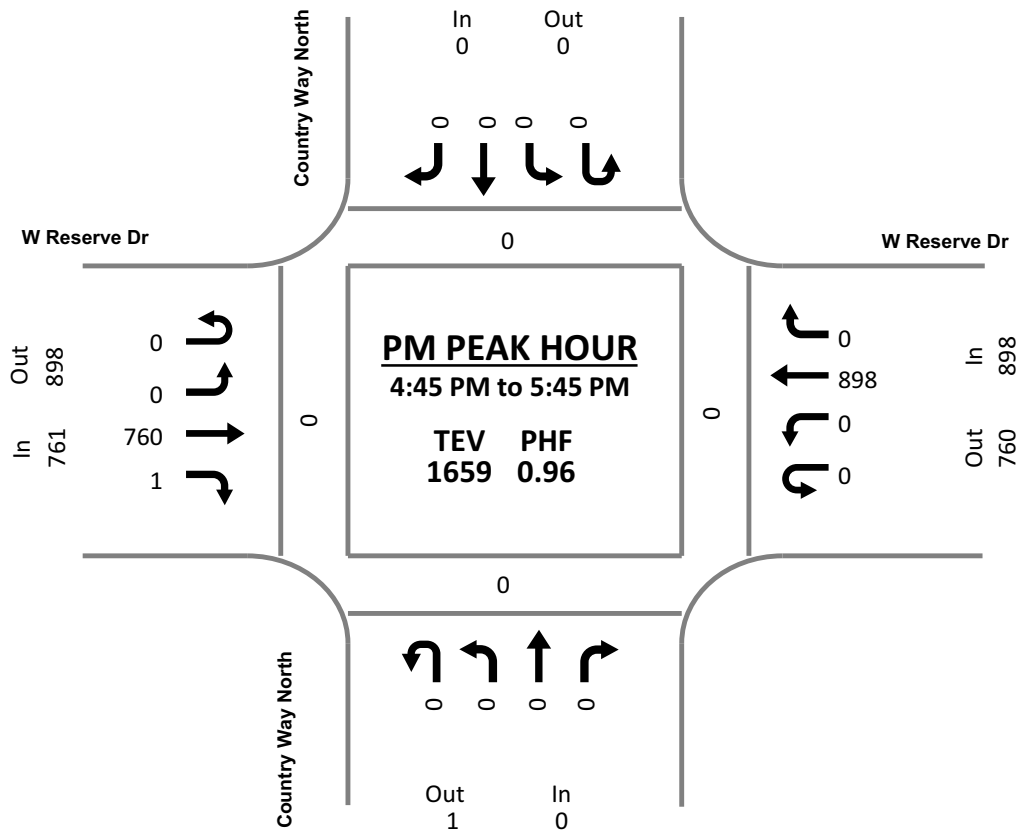 In Out
0 0
Country Way North
0 0 0 0
W Reserve Dr
W Reserve Dr
0
Out
898
In
761
0
0
760
1
0
PM PEAK HOUR
4:45 PM to 5:45 PM
TEV PHF
1659 0.96
0
0
898
0
0
In
898
Out
760
0
0 0 0 0
Country Way North
Out In
1 0